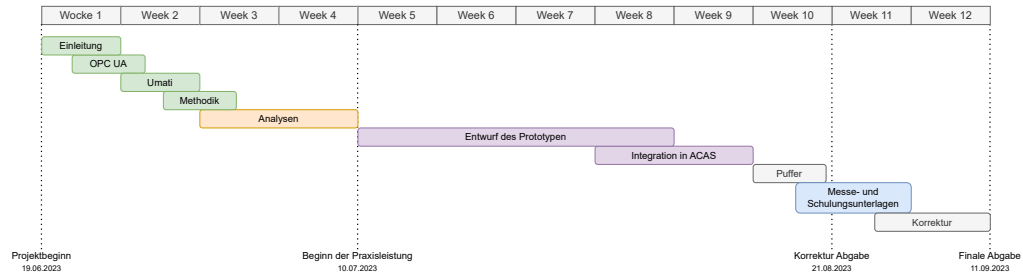 Wocke 1 Week 2 Week 3 Week 4 Week 5 Week 6 Week 7 Week 8 Week 9 Week 10 Week 11 Week 12
Einleitung
OPC UA
Umati
Methodik
Analysen
Entwurf des Prototypen
Integration in ACAS
Puffer
Messe- und
Schulungsunterlagen
Korrektur
Projektbeginn Beginn der Praxisleistung Korrektur Abgabe Finale Abgabe
19.06.2023 10.07.2023 21.08.2023 11.09.2023